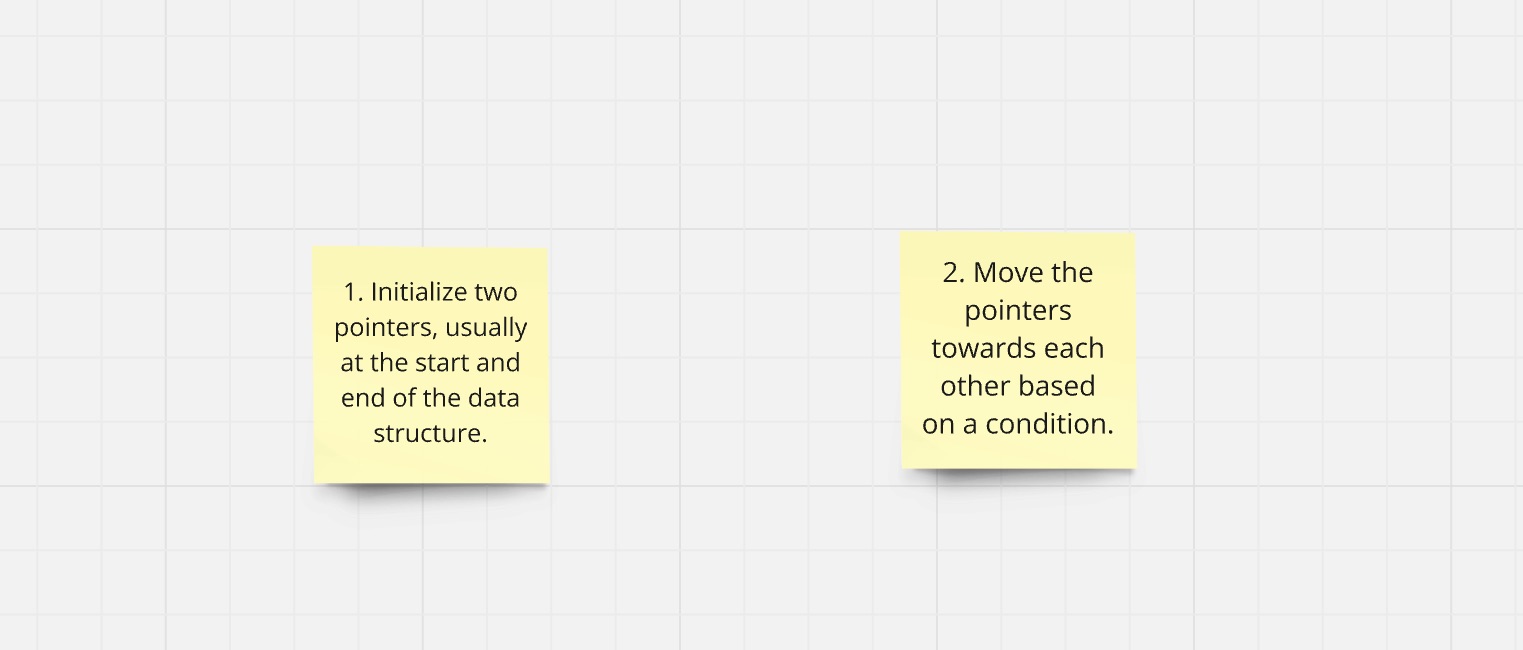 1. Initialize two
pointers, usually
at the start and
end of the data
structure.
2. Move the
pointers
towards each
other based
on a condition.